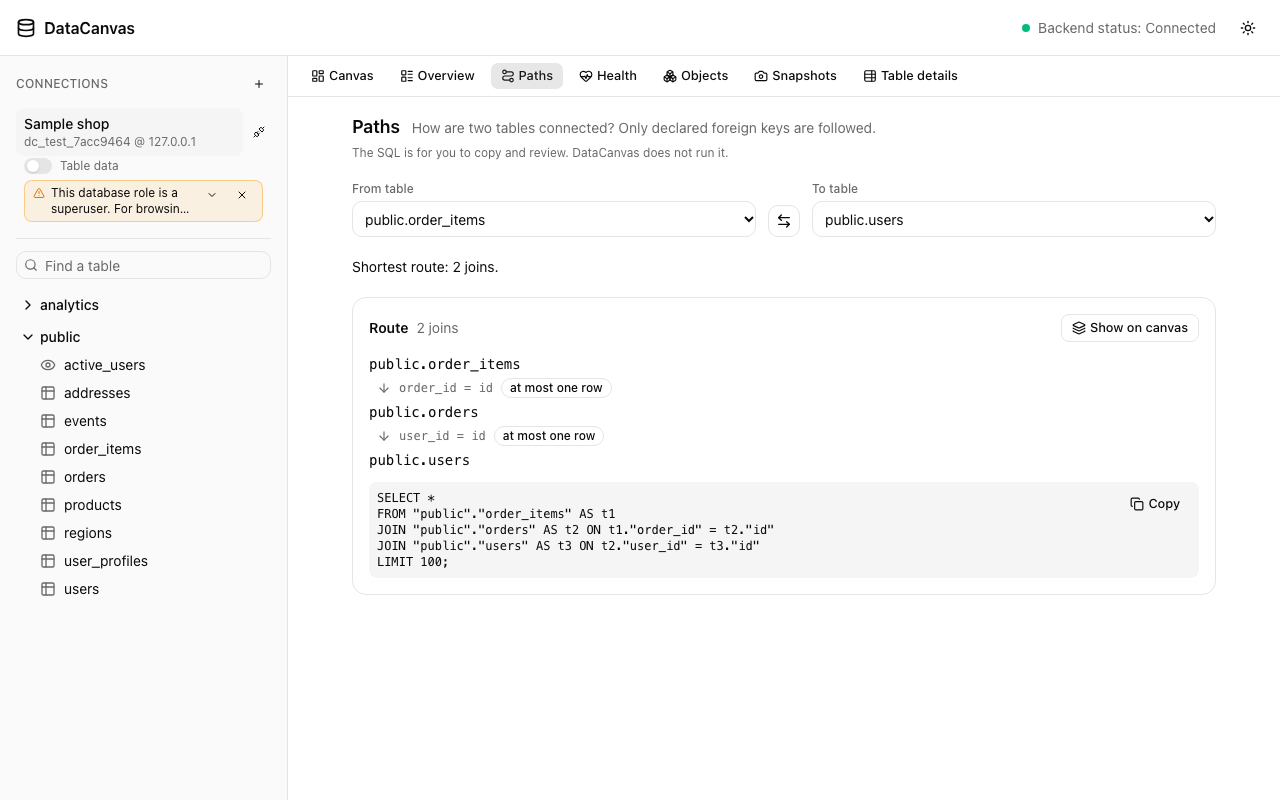 DataCanvas
Backend status: Connected
CONNECTIONS
Sample shop
dc_test_7acc9464 @ 127.0.0.1
Table data
This database role is a
superuser. For browsin...
Find a table
analytics
public
active_users
addresses
events
order_items
orders
products
regions
user_profiles
users
Canvas
Overview
Paths
Health
Objects
Snapshots
Table details
Paths How are two tables connected? Only declared foreign keys are followed.
The SQL is for you to copy and review. DataCanvas does not run it.
From table
public.order_items
To table
public.users
Shortest route: 2 joins.
Route 2 joins
Show on canvas
public.order_items
order_id = id at most one row
public.orders
user_id = id at most one row
public.users
SELECT *
FROM "public"."order_items" AS t1
JOIN "public"."orders" AS t2 ON t1."order_id" = t2."id"
JOIN "public"."users" AS t3 ON t2."user_id" = t3."id"
LIMIT 100;
Copy